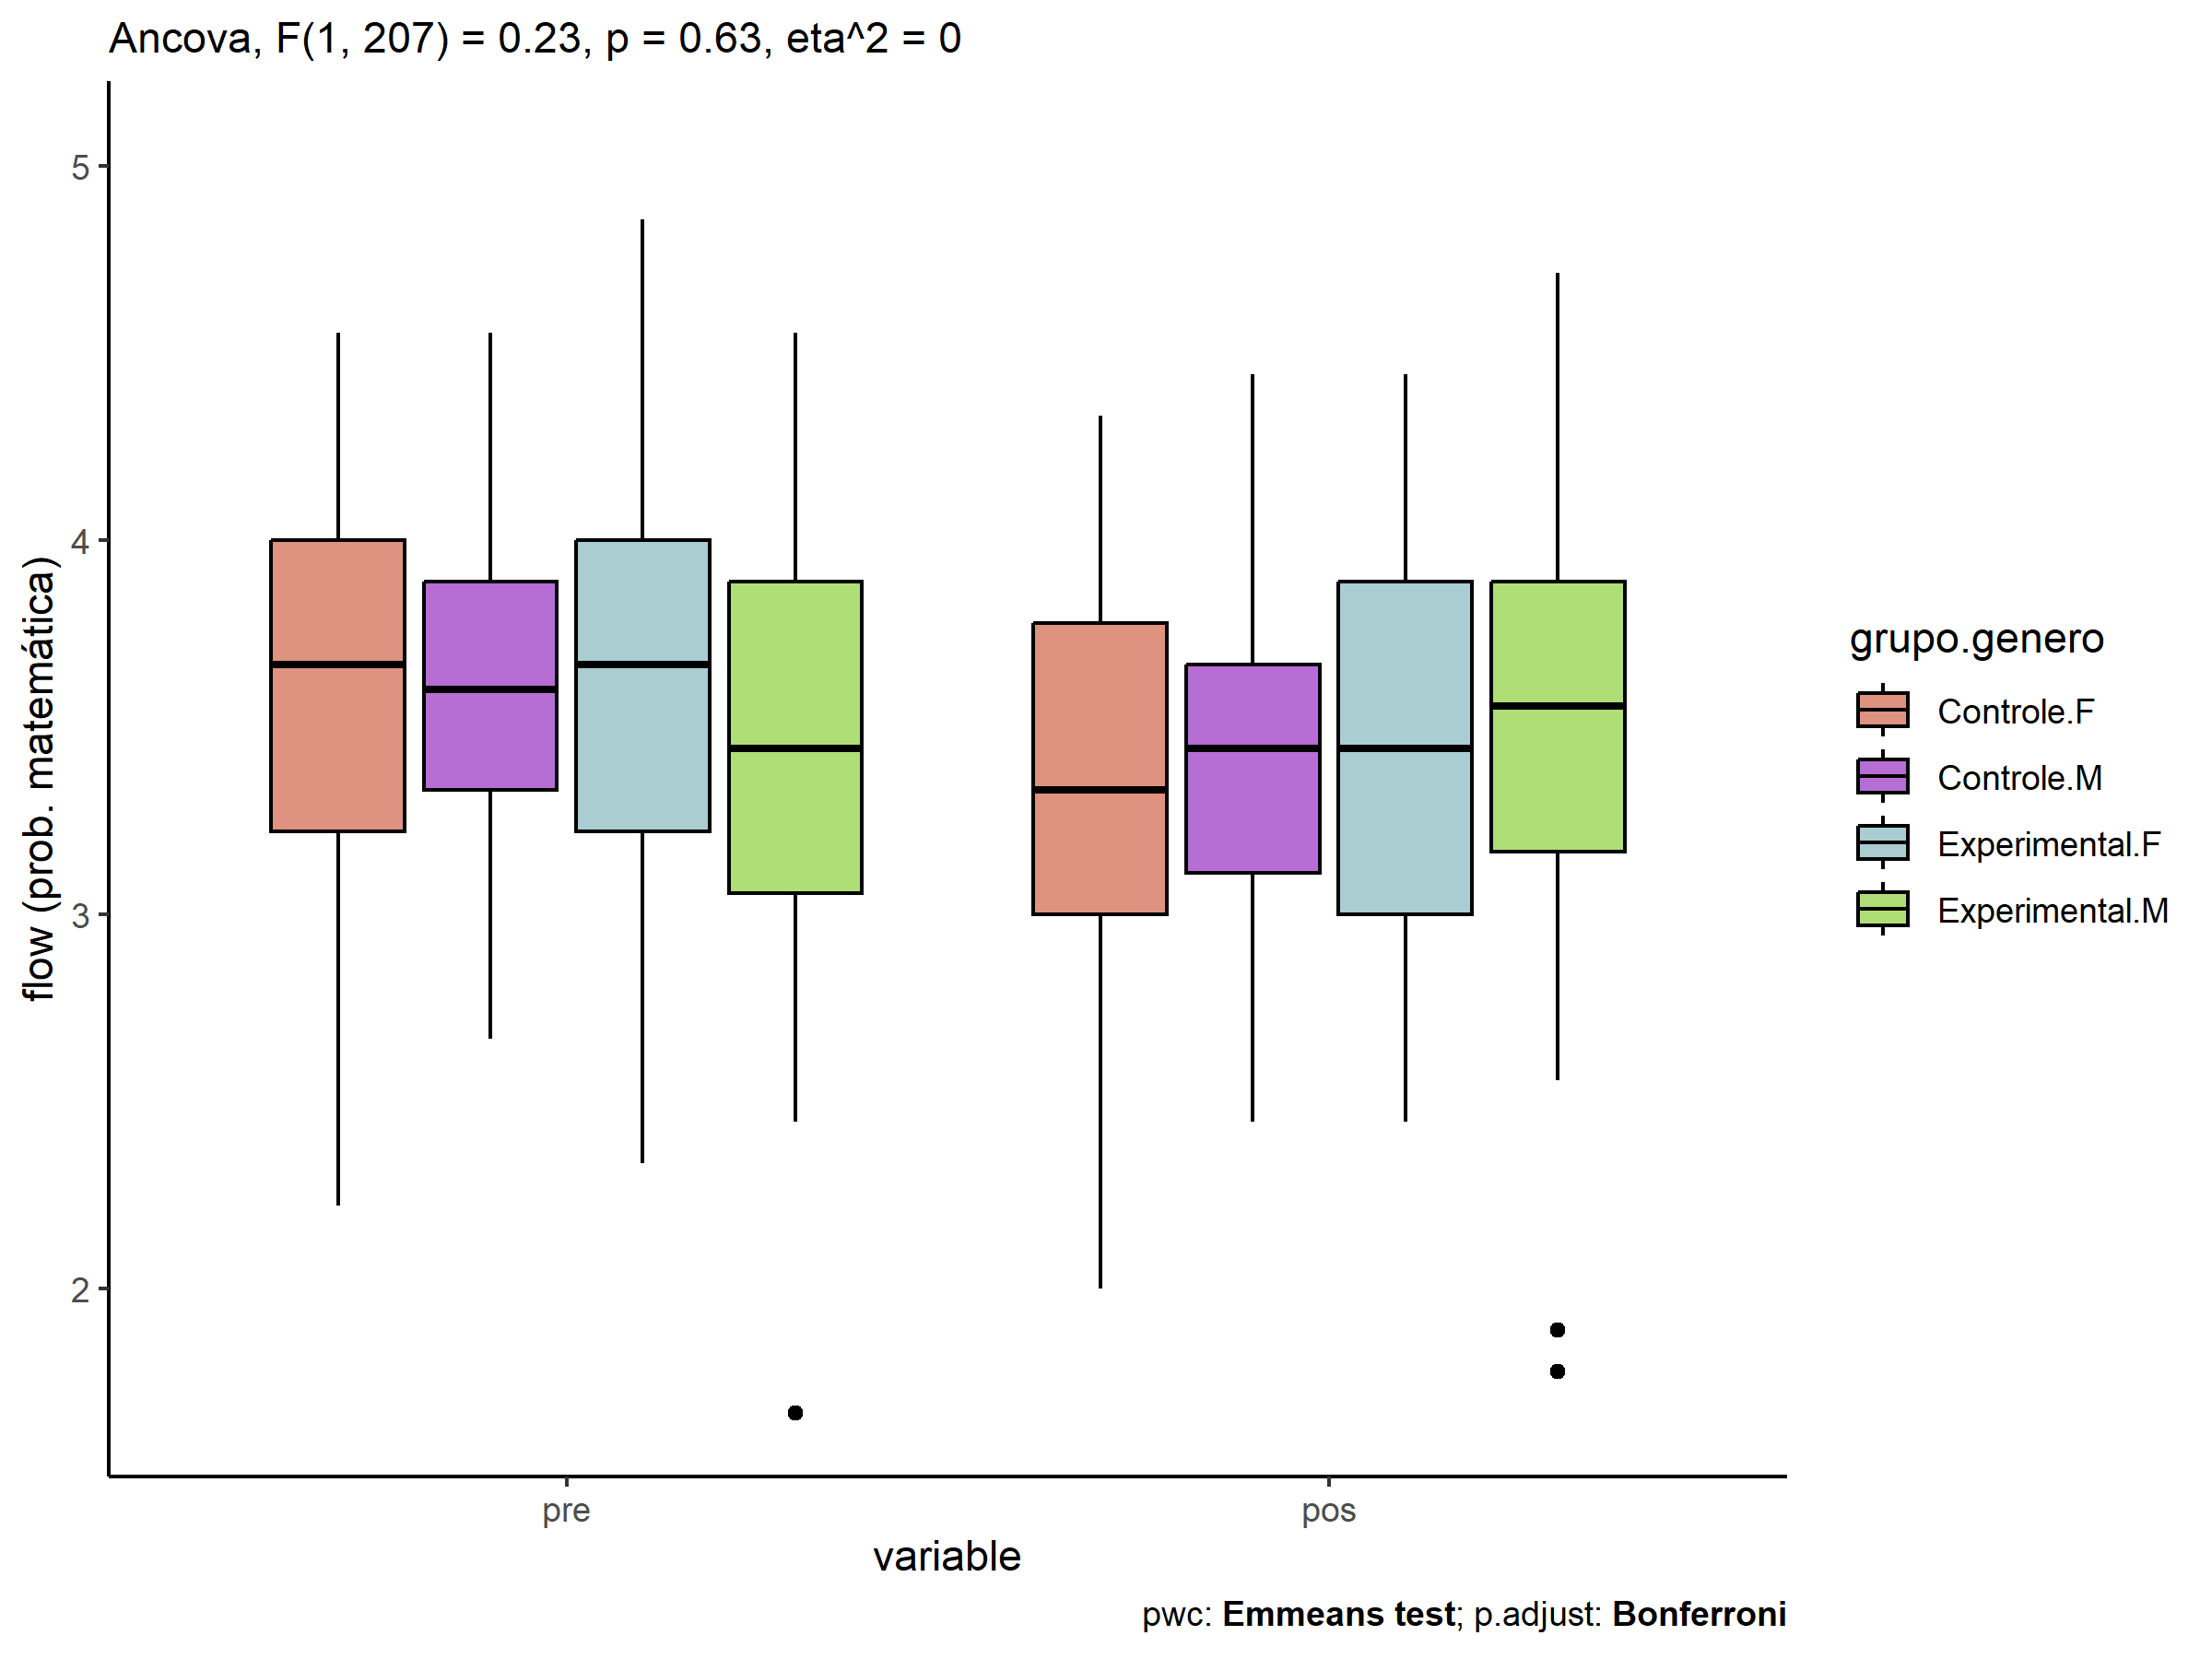 Ancova, F(1, 207) = 0.23, p = 0.63, eta^2 = 0
flow (prob. matemática)
5
4
3
2
pre
pos
variable
grupo.genero
Controle.F
Controle.M
Experimental.F
Experimental.M
pwc: Emmeans test; p.adjust: Bonferroni